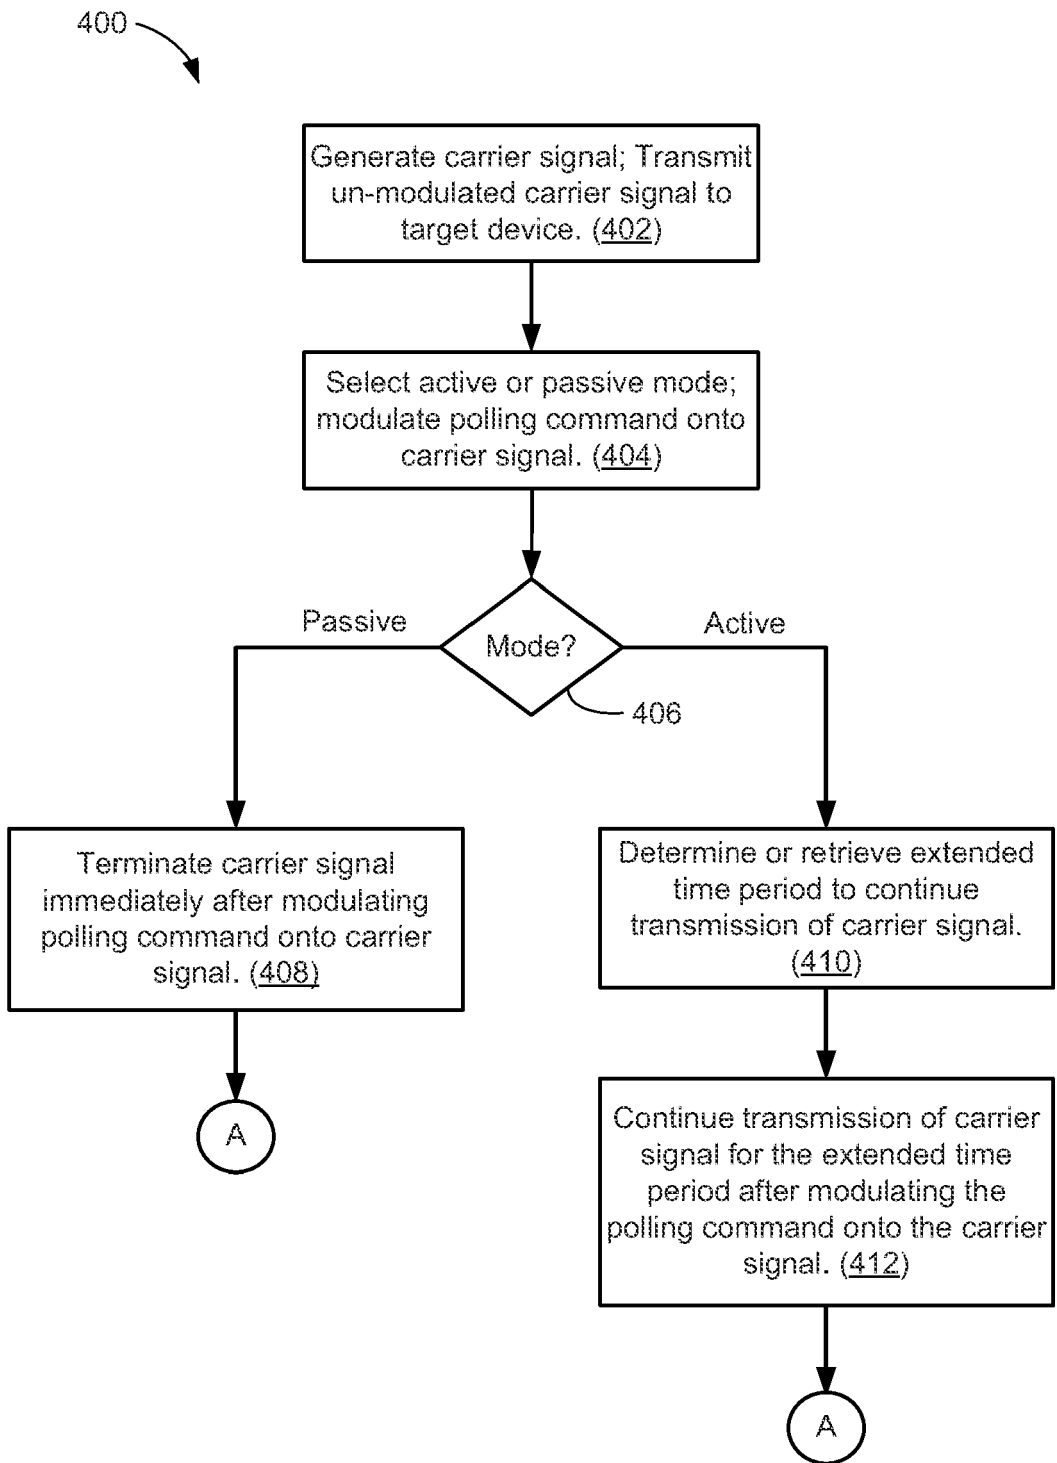 400
Generate carrier signal; Transmit
un-modulated carrier signal to
target device. (402)
Select active or passive mode;
modulate polling command onto
carrier signal. (404)
Passive
Mode?
Active
406
Terminate carrier signal
immediately after modulating
polling command onto carrier
signal. (408)
A
Determine or retrieve extended
time period to continue
transmission of carrier signal.
(410)
Continue transmission of carrier
signal for the extended time
period after modulating the
polling command onto the carrier
signal. (412)
A